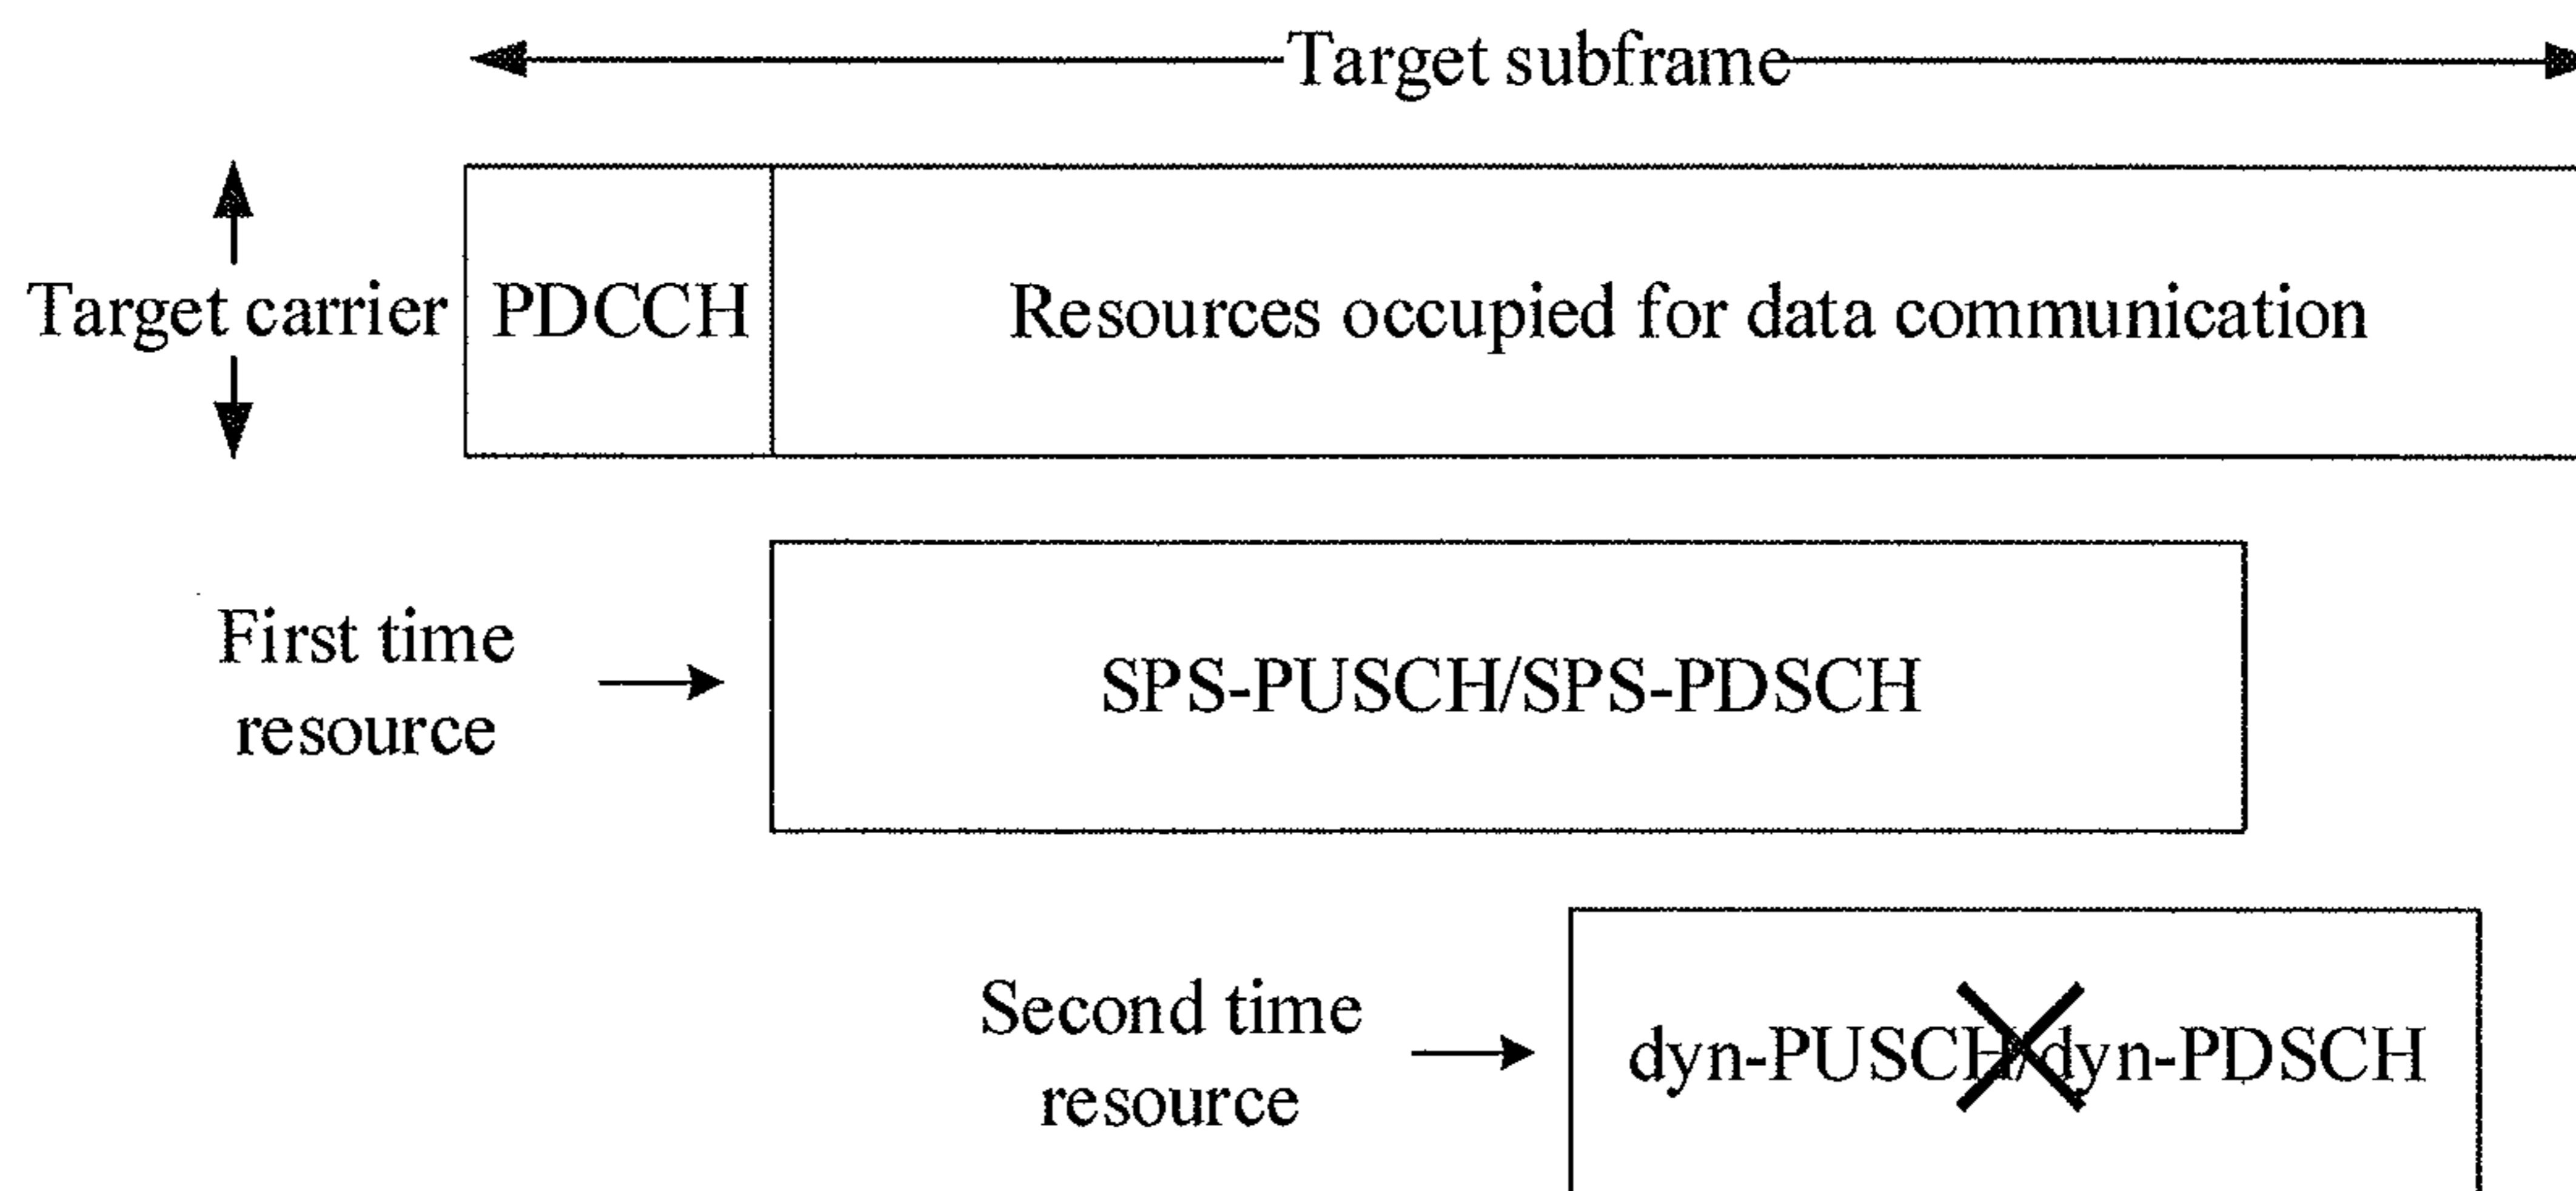 Target subframe
Target carrier
PDCCH
Resources occupied for data communication
First time
resource
SPS-PUSCH/SPS-PDSCH
Second time
resource
dyn-PUSCH/dyn-PDSCH